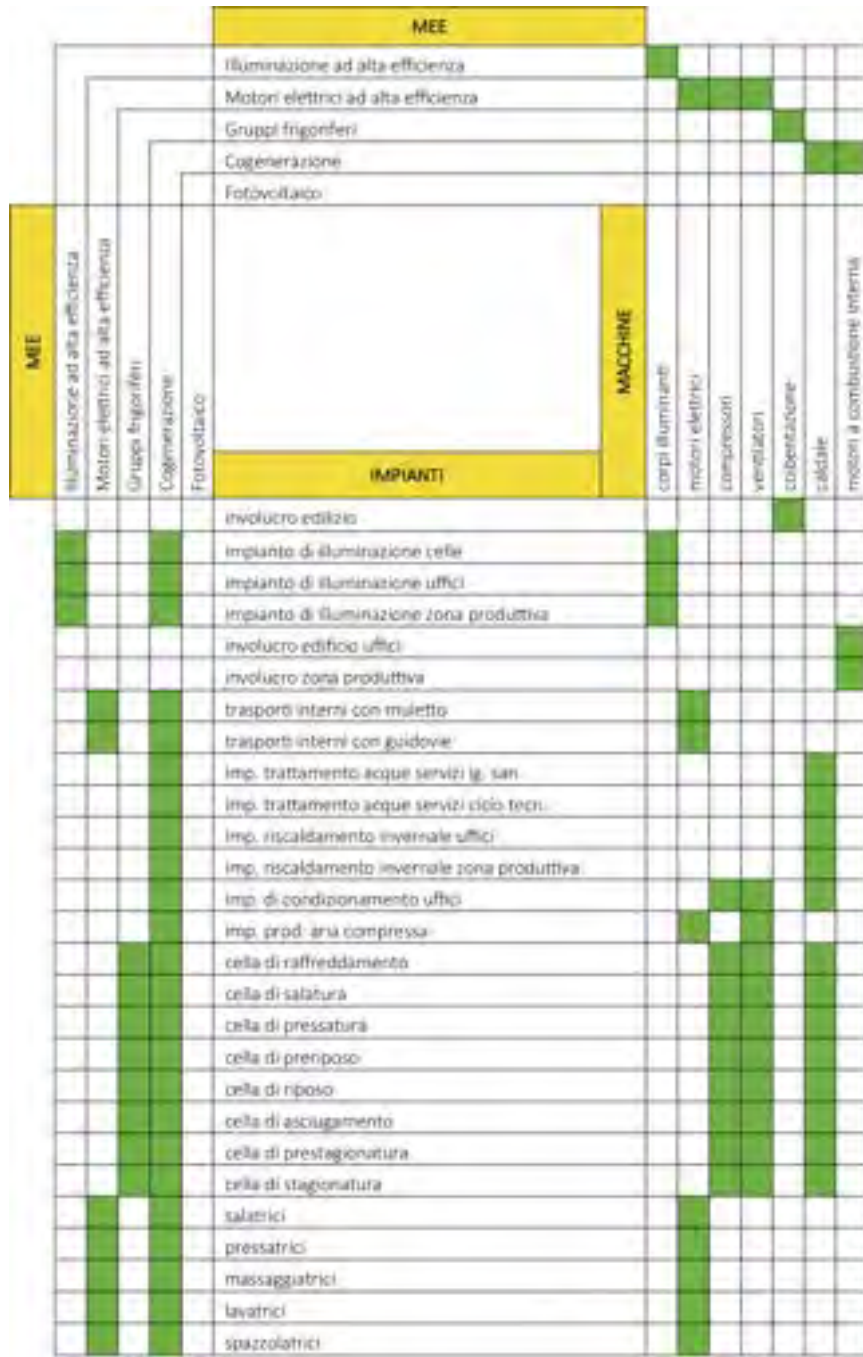 MEE
Illuminazione ad alta efficienza
Motori elettrici ad alta efficienza
Gruppi frigoriferi
Cogenerazione
Fotovoltaico
MEE
Illuminazione ad alta efficienza
Motori elettrici ad alta efficienza
Gruppi frigoriferi
Cogenerazione
Fotovoltaico
MACCHINE
corpi illuminanti
motori elettrici
compressori
ventilatori
coibentazione
caldaie
motori a combustione interna
IMPIANTI
involucro edilizio
impianto di illuminazione celle
impianto di illuminazione uffici
impianto di illuminazione zona produttiva
involucro edificio uffici
involucro zona produttiva
trasporti interni con muletto
trasporti interni con guidovie
imp. trattamento acque servizi ig. san.
imp. trattamento acque servizi ciclo tecn.
imp. riscaldamento invernale uffici
imp. riscaldamento invernale zona produttiva
imp. di condizionamento uffici
imp. prod. aria compressa
cella di raffreddamento
cella di salatura
cella di pressatura
cella di preriposo
cella di riposo
cella di asciugamento
cella di prestagionatura
cella di stagionatura
salatrici
pressatrici
massaggiatrici
lavatrici
spazzolatrici